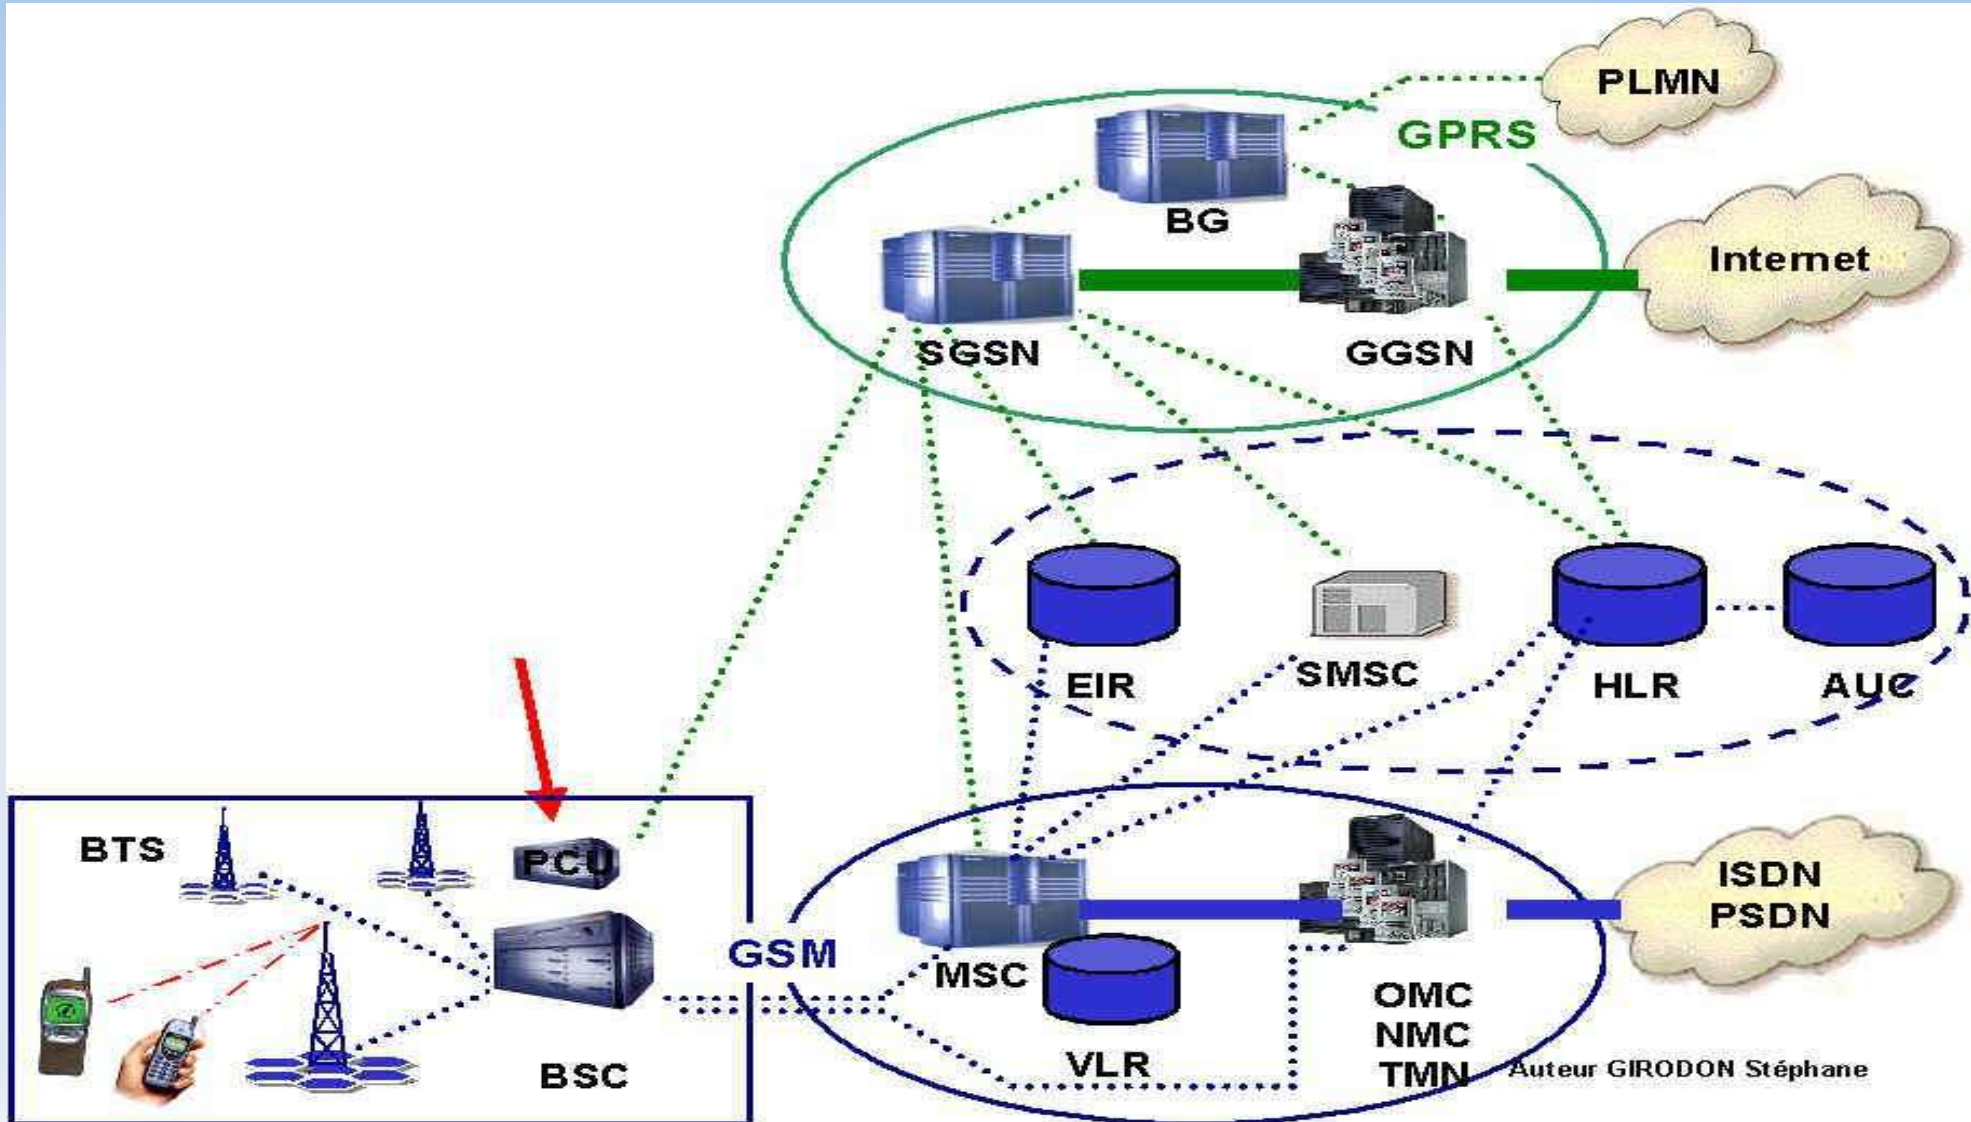 PLMN
GPRS
BG
Internet
SGSN
GGSN
EIR
SMSC
HLR
AUC
BTS
PCU
GSM
MSC
ISDN
PSDN
BSC
VLR
OMC
NMC
TMN
Auteur GIRODON Stéphane